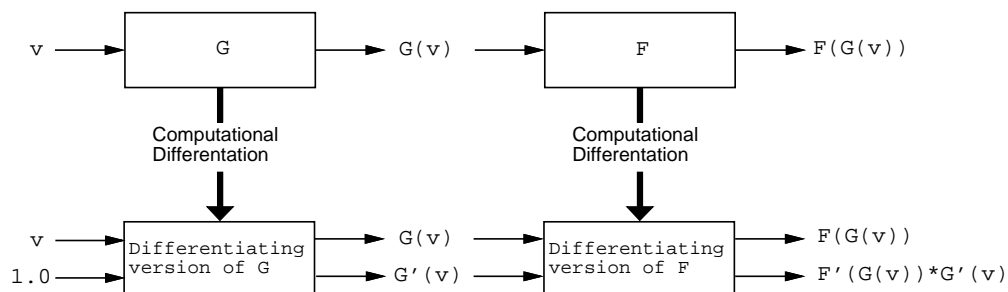 v G G(v) F F(G(v))
Computational Computational
Differentation Differentation
v Differentiating G(v) Differentiating F(G(v))
1.0 version of G G'(v) version of F F'(G(v))*G'(v)